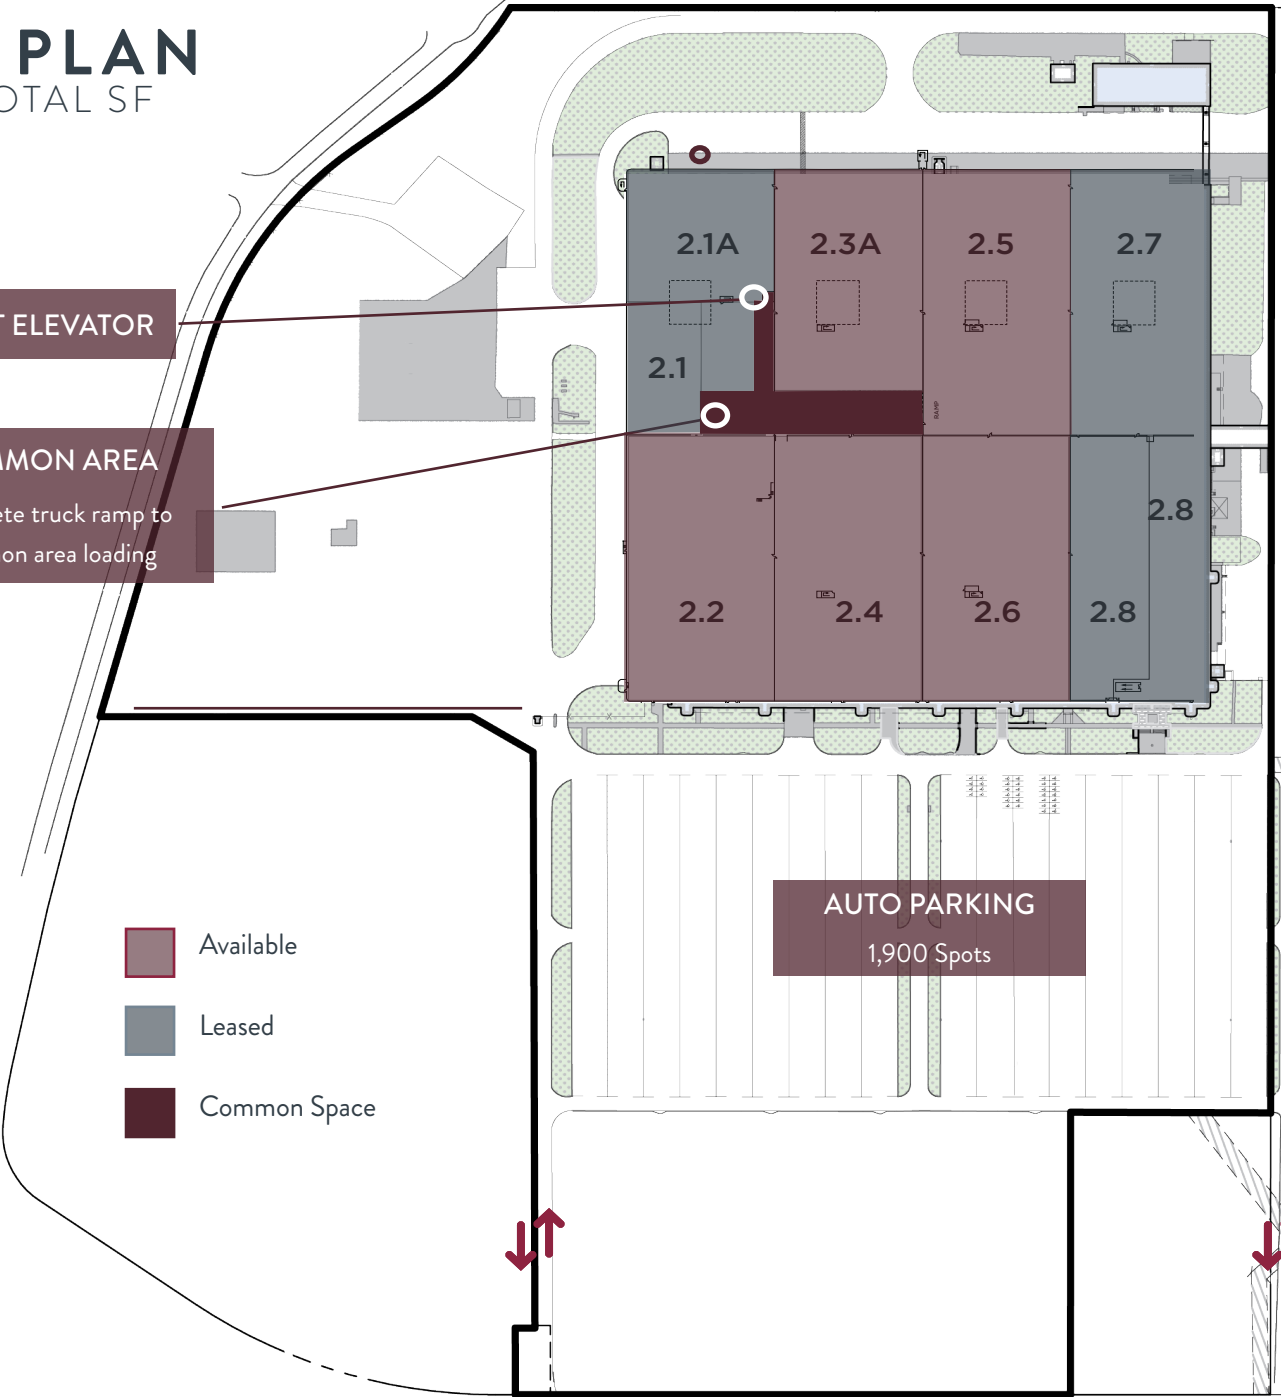 PLAN
OTAL SF
2.1A
2.3A
2.5
2.7
T ELEVATOR
2.1
RAMP
MMON AREA
ete truck ramp to
on area loading
2.8
2.2
2.4
2.6
2.8
AUTO PARKING
1,900 Spots
Available
Leased
Common Space